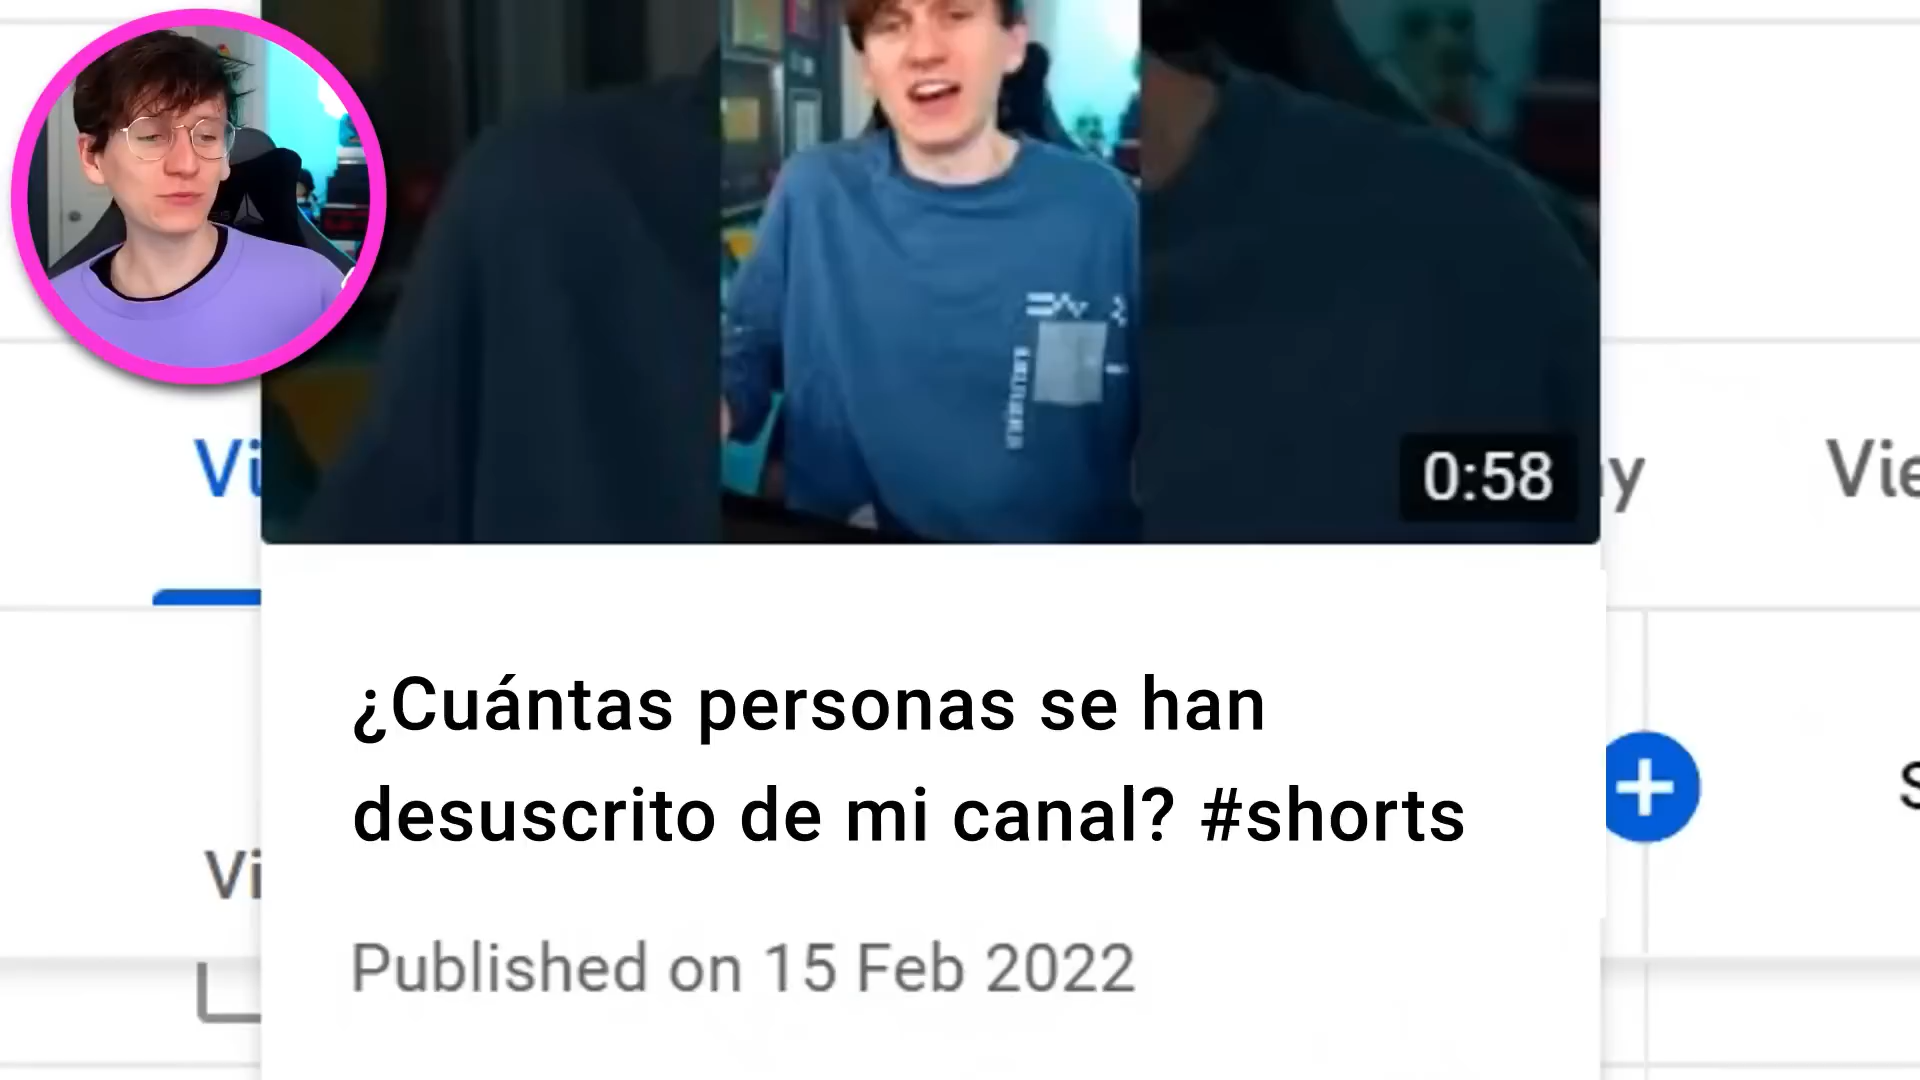 0:58
¿Cuántas personas se han
desuscrito de mi canal? #shorts
Published on 15 Feb 2022